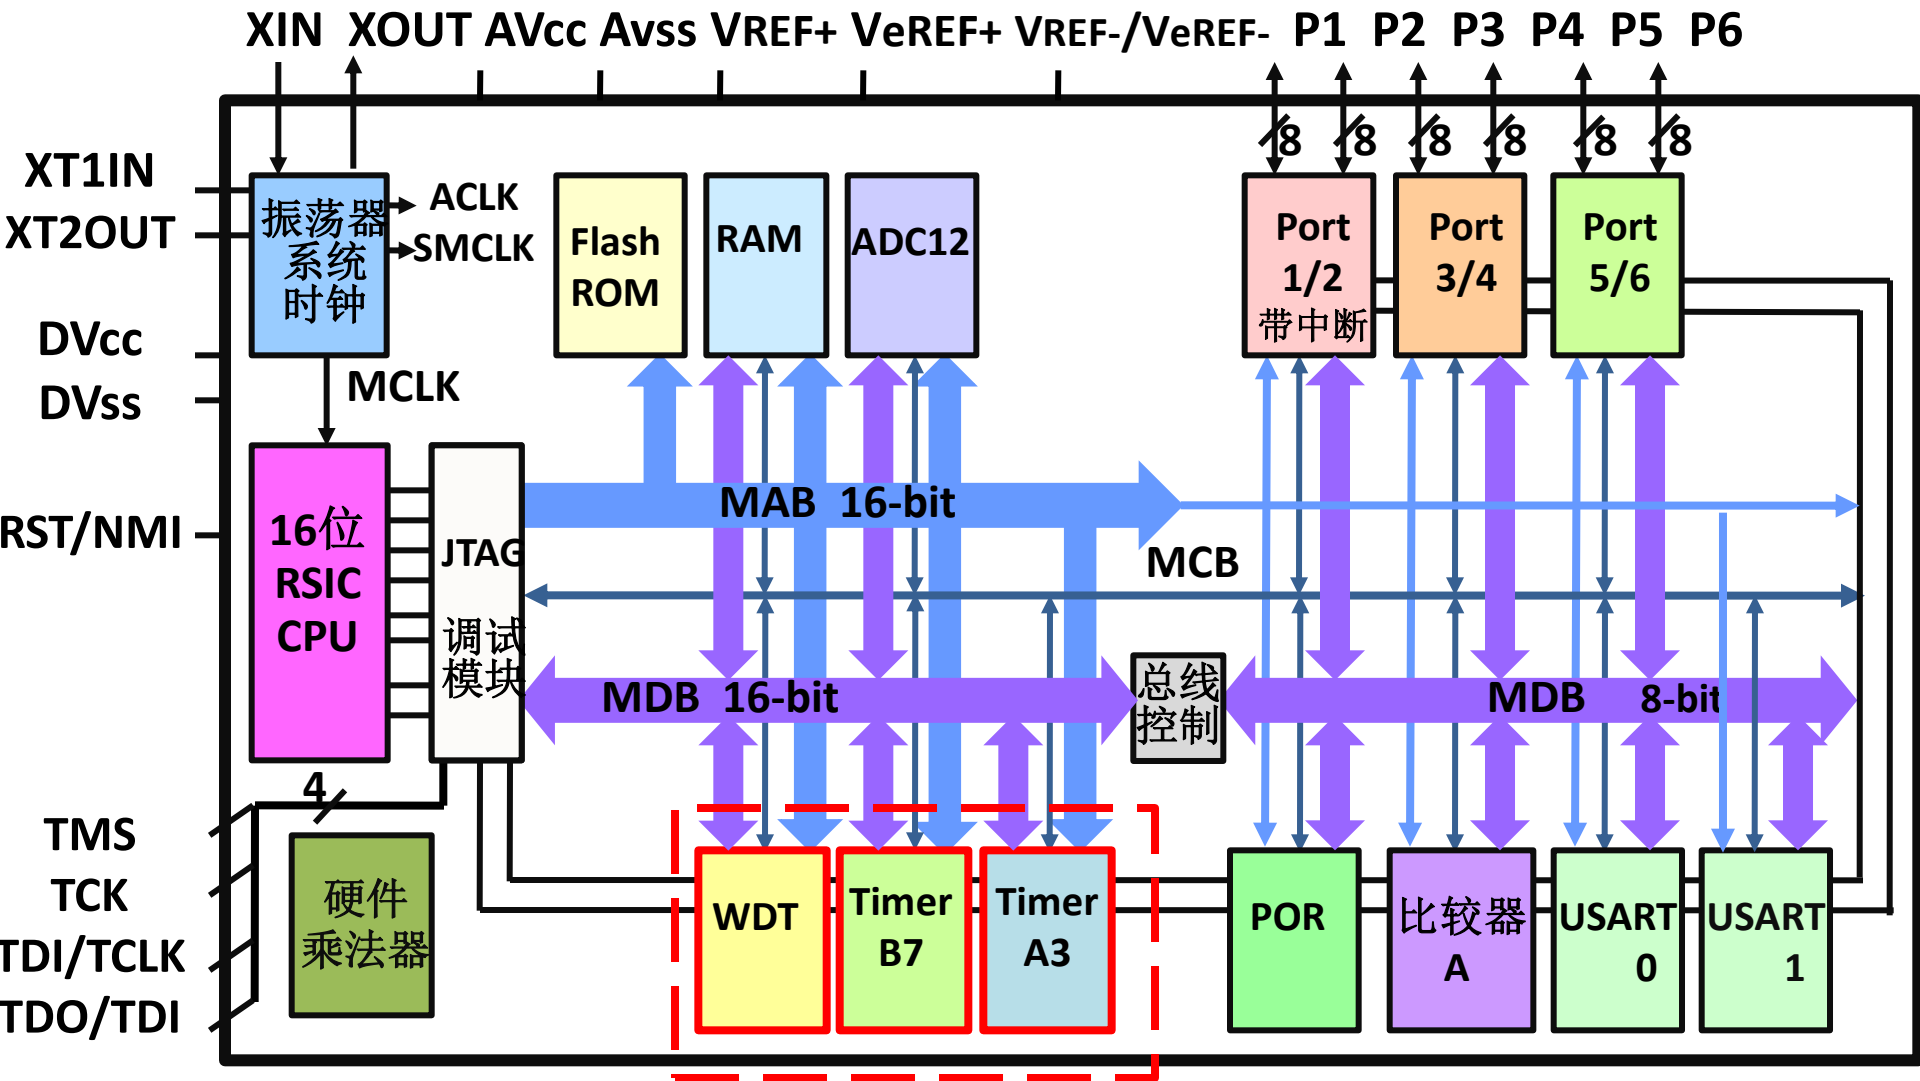 XIN XOUT AVcc Avss VREF+ VeREF+ VREF-/VeREF- P1 P2 P3 P4 P5 P6
8 8 8 8 8 8
XT1IN
XT2OUT
DVcc
DVss
RST/NMI
TMS
TCK
TDI/TCLK
TDO/TDI
振荡器
系统
时钟
ACLK
SMCLK
MCLK
Flash
ROM
RAM
ADC12
Port
1/2
带中断
Port
3/4
Port
5/6
16位
RSIC
CPU
JTAG
调试
模块
MAB 16-bit
MCB
MDB 16-bit
总线
控制
MDB 8-bit
4
硬件
乘法器
WDT
Timer
B7
Timer
A3
POR
比较器
A
USART
0
USART
1